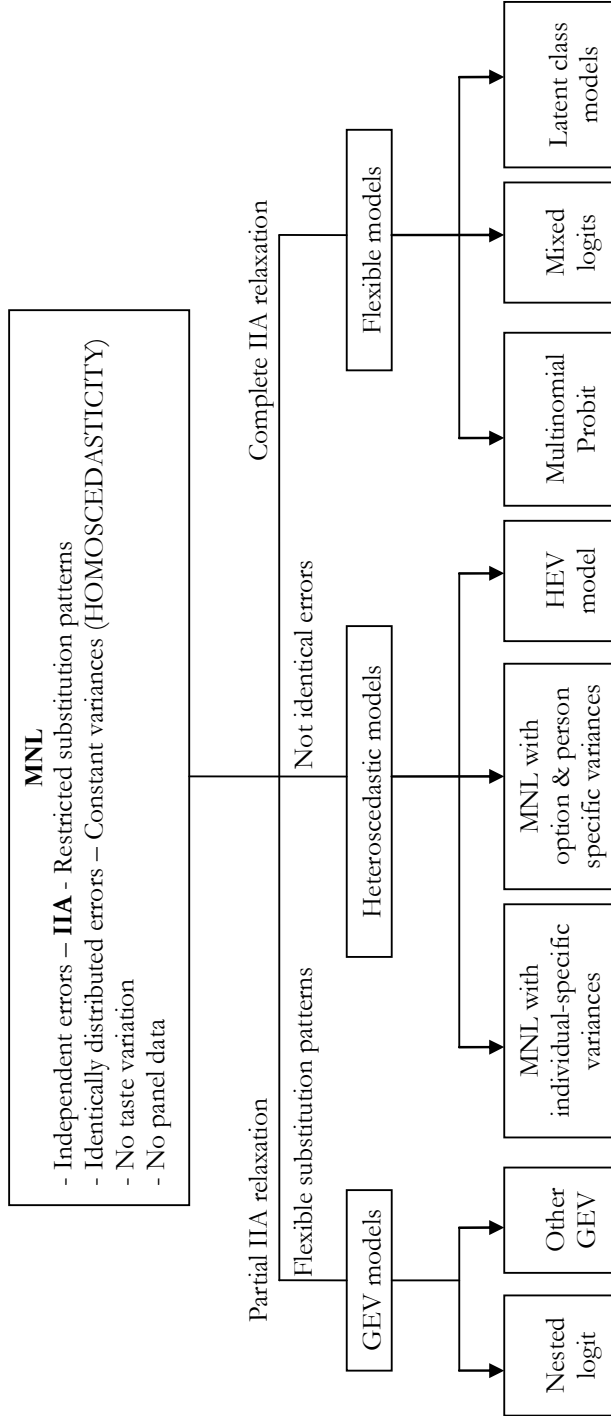 MNL
- Independent errors – IIA - Restricted substitution patterns
- Identically distributed errors – Constant variances (HOMOSCEDASTICITY)
- No taste variation
- No panel data
Partial IIA relaxation
Flexible substitution patterns
Not identical errors
Complete IIA relaxation
GEV models
Heteroscedastic models
Flexible models
Nested
logit
Other
GEV
MNL with
individual-specific
variances
MNL with
option & person
specific variances
HEV
model
Multinomial
Probit
Mixed
logits
Latent class
models